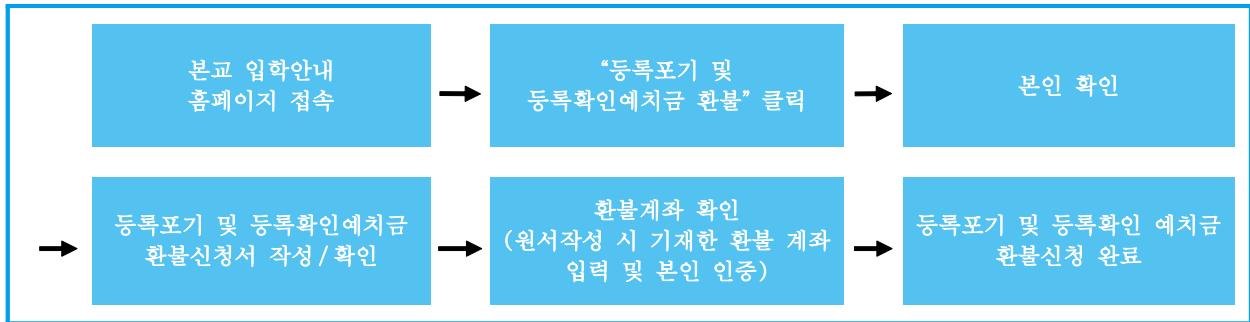 본교 입학안내
홈페이지 접속
“등록포기 및
등록확인예치금 환불” 클릭
본인 확인
등록포기 및 등록확인예치금
환불신청서 작성/확인
환불계좌 확인
(원서작성 시 기재한 환불 계좌
입력 및 본인 인증)
등록포기 및 등록확인 예치금
환불신청 완료